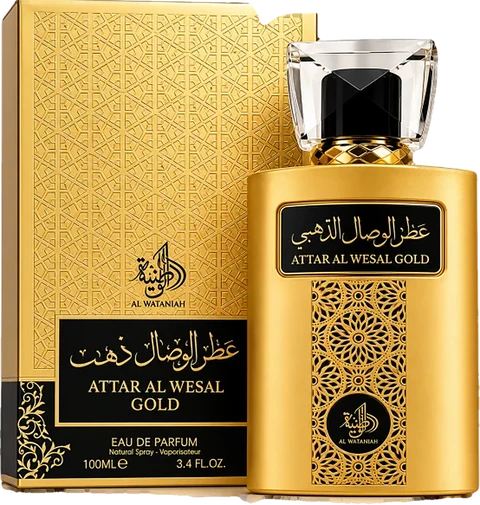 الوطنية
AL WATANIAH
عطر الوصال ذهب
ATTAR AL WESAL
GOLD
EAU DE PARFUM
Natural Spray - Vaporisateur
100ML℮ 3.4 FL.OZ.
عَطر الوصال الذهبي
ATTAR AL WESAL GOLD
الوطنية
AL WATANIAH